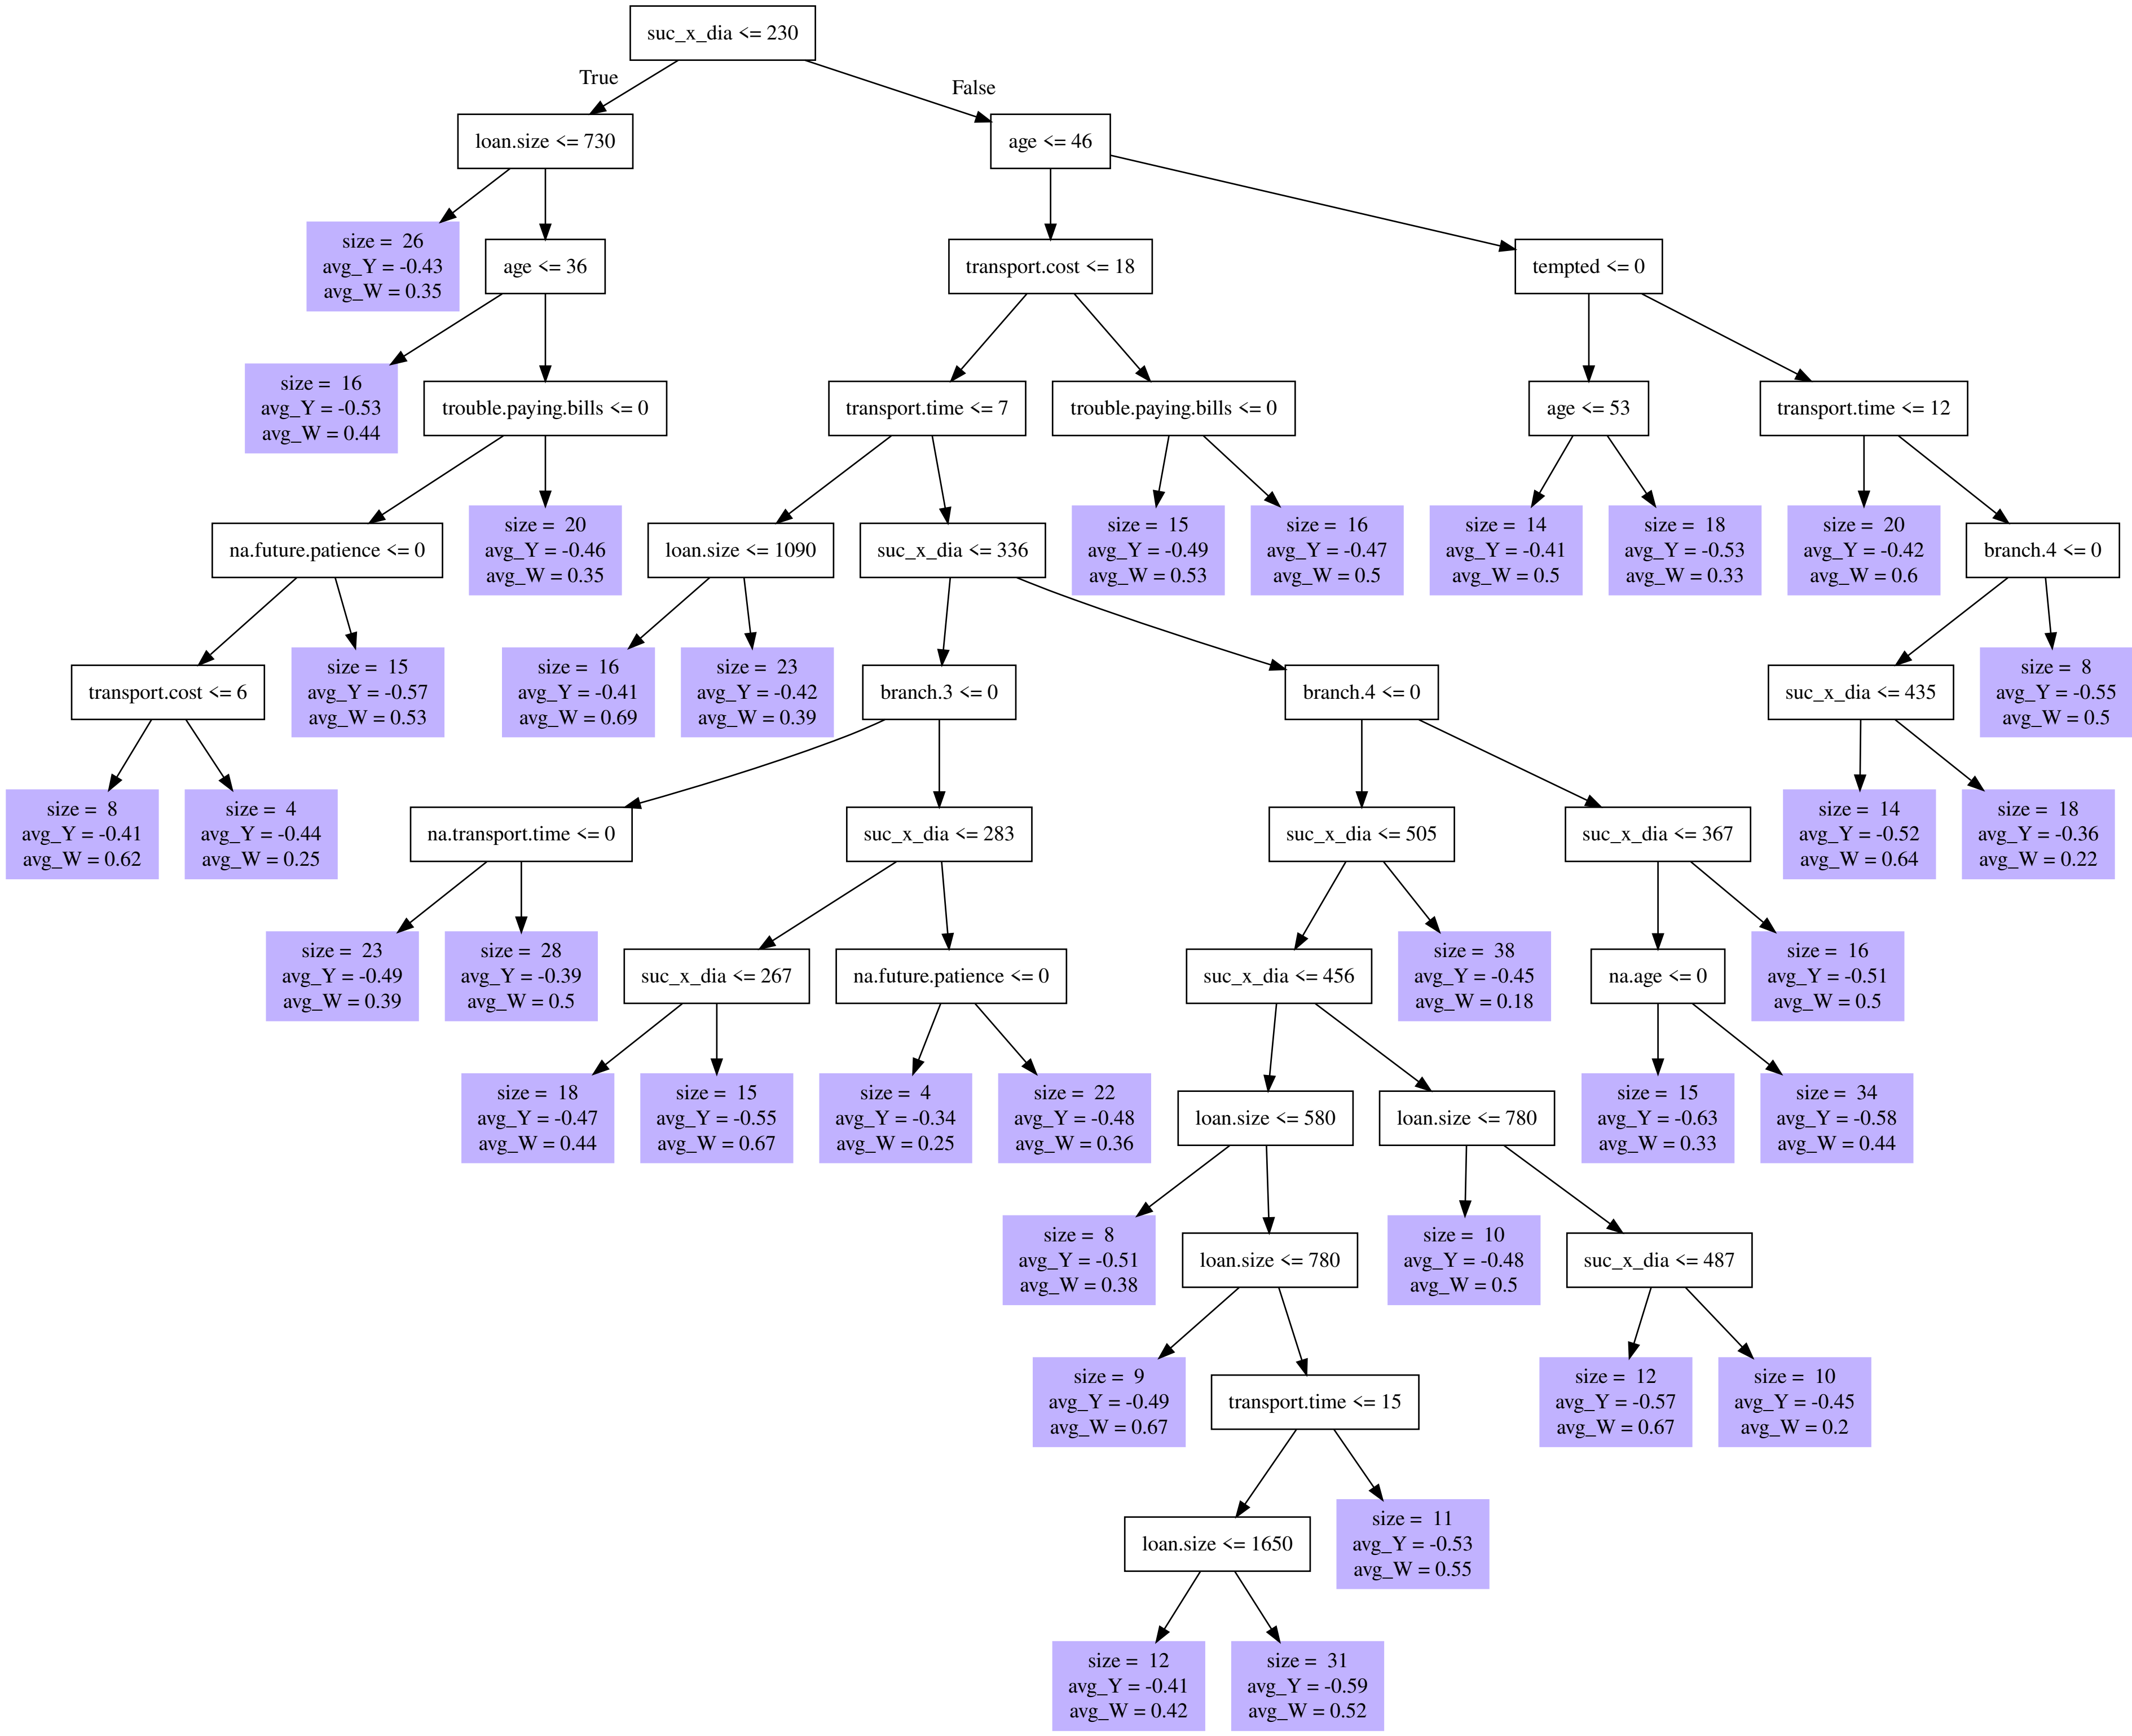 suc_x_dia <= 230
True
False
loan.size <= 730
age <= 46
size = 26
avg_Y = -0.43
avg_W = 0.35
age <= 36
transport.cost <= 18
tempted <= 0
size = 16
avg_Y = -0.53
avg_W = 0.44
trouble.paying.bills <= 0
transport.time <= 7
trouble.paying.bills <= 0
age <= 53
transport.time <= 12
na.future.patience <= 0
size = 20
avg_Y = -0.46
avg_W = 0.35
loan.size <= 1090
suc_x_dia <= 336
size = 15
avg_Y = -0.49
avg_W = 0.53
size = 16
avg_Y = -0.47
avg_W = 0.5
size = 14
avg_Y = -0.41
avg_W = 0.5
size = 18
avg_Y = -0.53
avg_W = 0.33
size = 20
avg_Y = -0.42
avg_W = 0.6
branch.4 <= 0
transport.cost <= 6
size = 15
avg_Y = -0.57
avg_W = 0.53
size = 16
avg_Y = -0.41
avg_W = 0.69
size = 23
avg_Y = -0.42
avg_W = 0.39
branch.3 <= 0
branch.4 <= 0
suc_x_dia <= 435
size = 8
avg_Y = -0.55
avg_W = 0.5
size = 8
avg_Y = -0.41
avg_W = 0.62
size = 4
avg_Y = -0.44
avg_W = 0.25
na.transport.time <= 0
suc_x_dia <= 283
suc_x_dia <= 505
suc_x_dia <= 367
size = 14
avg_Y = -0.52
avg_W = 0.64
size = 18
avg_Y = -0.36
avg_W = 0.22
size = 23
avg_Y = -0.49
avg_W = 0.39
size = 28
avg_Y = -0.39
avg_W = 0.5
suc_x_dia <= 267
na.future.patience <= 0
suc_x_dia <= 456
size = 38
avg_Y = -0.45
avg_W = 0.18
na.age <= 0
size = 16
avg_Y = -0.51
avg_W = 0.5
size = 18
avg_Y = -0.47
avg_W = 0.44
size = 15
avg_Y = -0.55
avg_W = 0.67
size = 4
avg_Y = -0.34
avg_W = 0.25
size = 22
avg_Y = -0.48
avg_W = 0.36
loan.size <= 580
loan.size <= 780
size = 15
avg_Y = -0.63
avg_W = 0.33
size = 34
avg_Y = -0.58
avg_W = 0.44
size = 8
avg_Y = -0.51
avg_W = 0.38
loan.size <= 780
size = 10
avg_Y = -0.48
avg_W = 0.5
suc_x_dia <= 487
size = 9
avg_Y = -0.49
avg_W = 0.67
transport.time <= 15
size = 12
avg_Y = -0.57
avg_W = 0.67
size = 10
avg_Y = -0.45
avg_W = 0.2
loan.size <= 1650
size = 11
avg_Y = -0.53
avg_W = 0.55
size = 12
avg_Y = -0.41
avg_W = 0.42
size = 31
avg_Y = -0.59
avg_W = 0.52